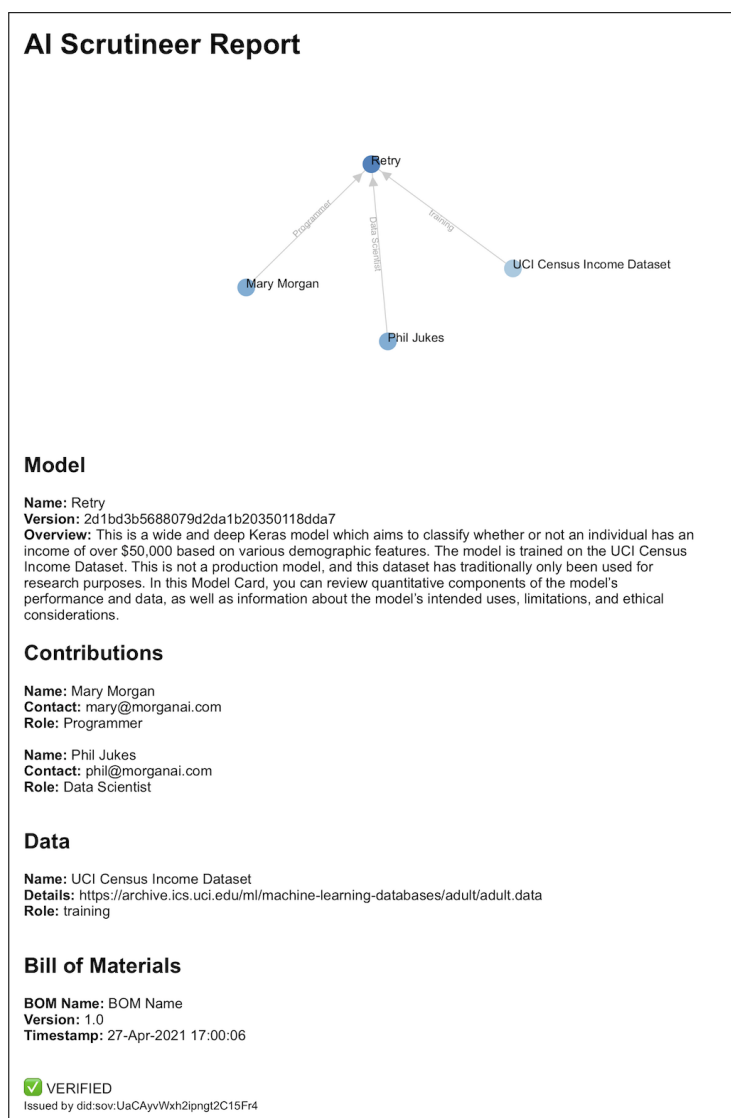 AI Scrutineer Report
Retry
Programmer
Data Scientist
training
UCI Census Income Dataset
Mary Morgan
Phil Jukes
Model
Name: Retry
Version: 2d1bd3b5688079d2da1b20350118dda7
Overview: This is a wide and deep Keras model which aims to classify whether or not an individual has an
income of over $50,000 based on various demographic features. The model is trained on the UCI Census
Income Dataset. This is not a production model, and this dataset has traditionally only been used for
research purposes. In this Model Card, you can review quantitative components of the model's
performance and data, as well as information about the model's intended uses, limitations, and ethical
considerations.
Contributions
Name: Mary Morgan
Contact: mary@morganai.com
Role: Programmer
Name: Phil Jukes
Contact: phil@morganai.com
Role: Data Scientist
Data
Name: UCI Census Income Dataset
Details: https://archive.ics.uci.edu/ml/machine-learning-databases/adult/adult.data
Role: training
Bill of Materials
BOM Name: BOM Name
Version: 1.0
Timestamp: 27-Apr-2021 17:00:06
VERIFIED
Issued by did:sov:UaCAyvWxh2ipngt2C15Fr4